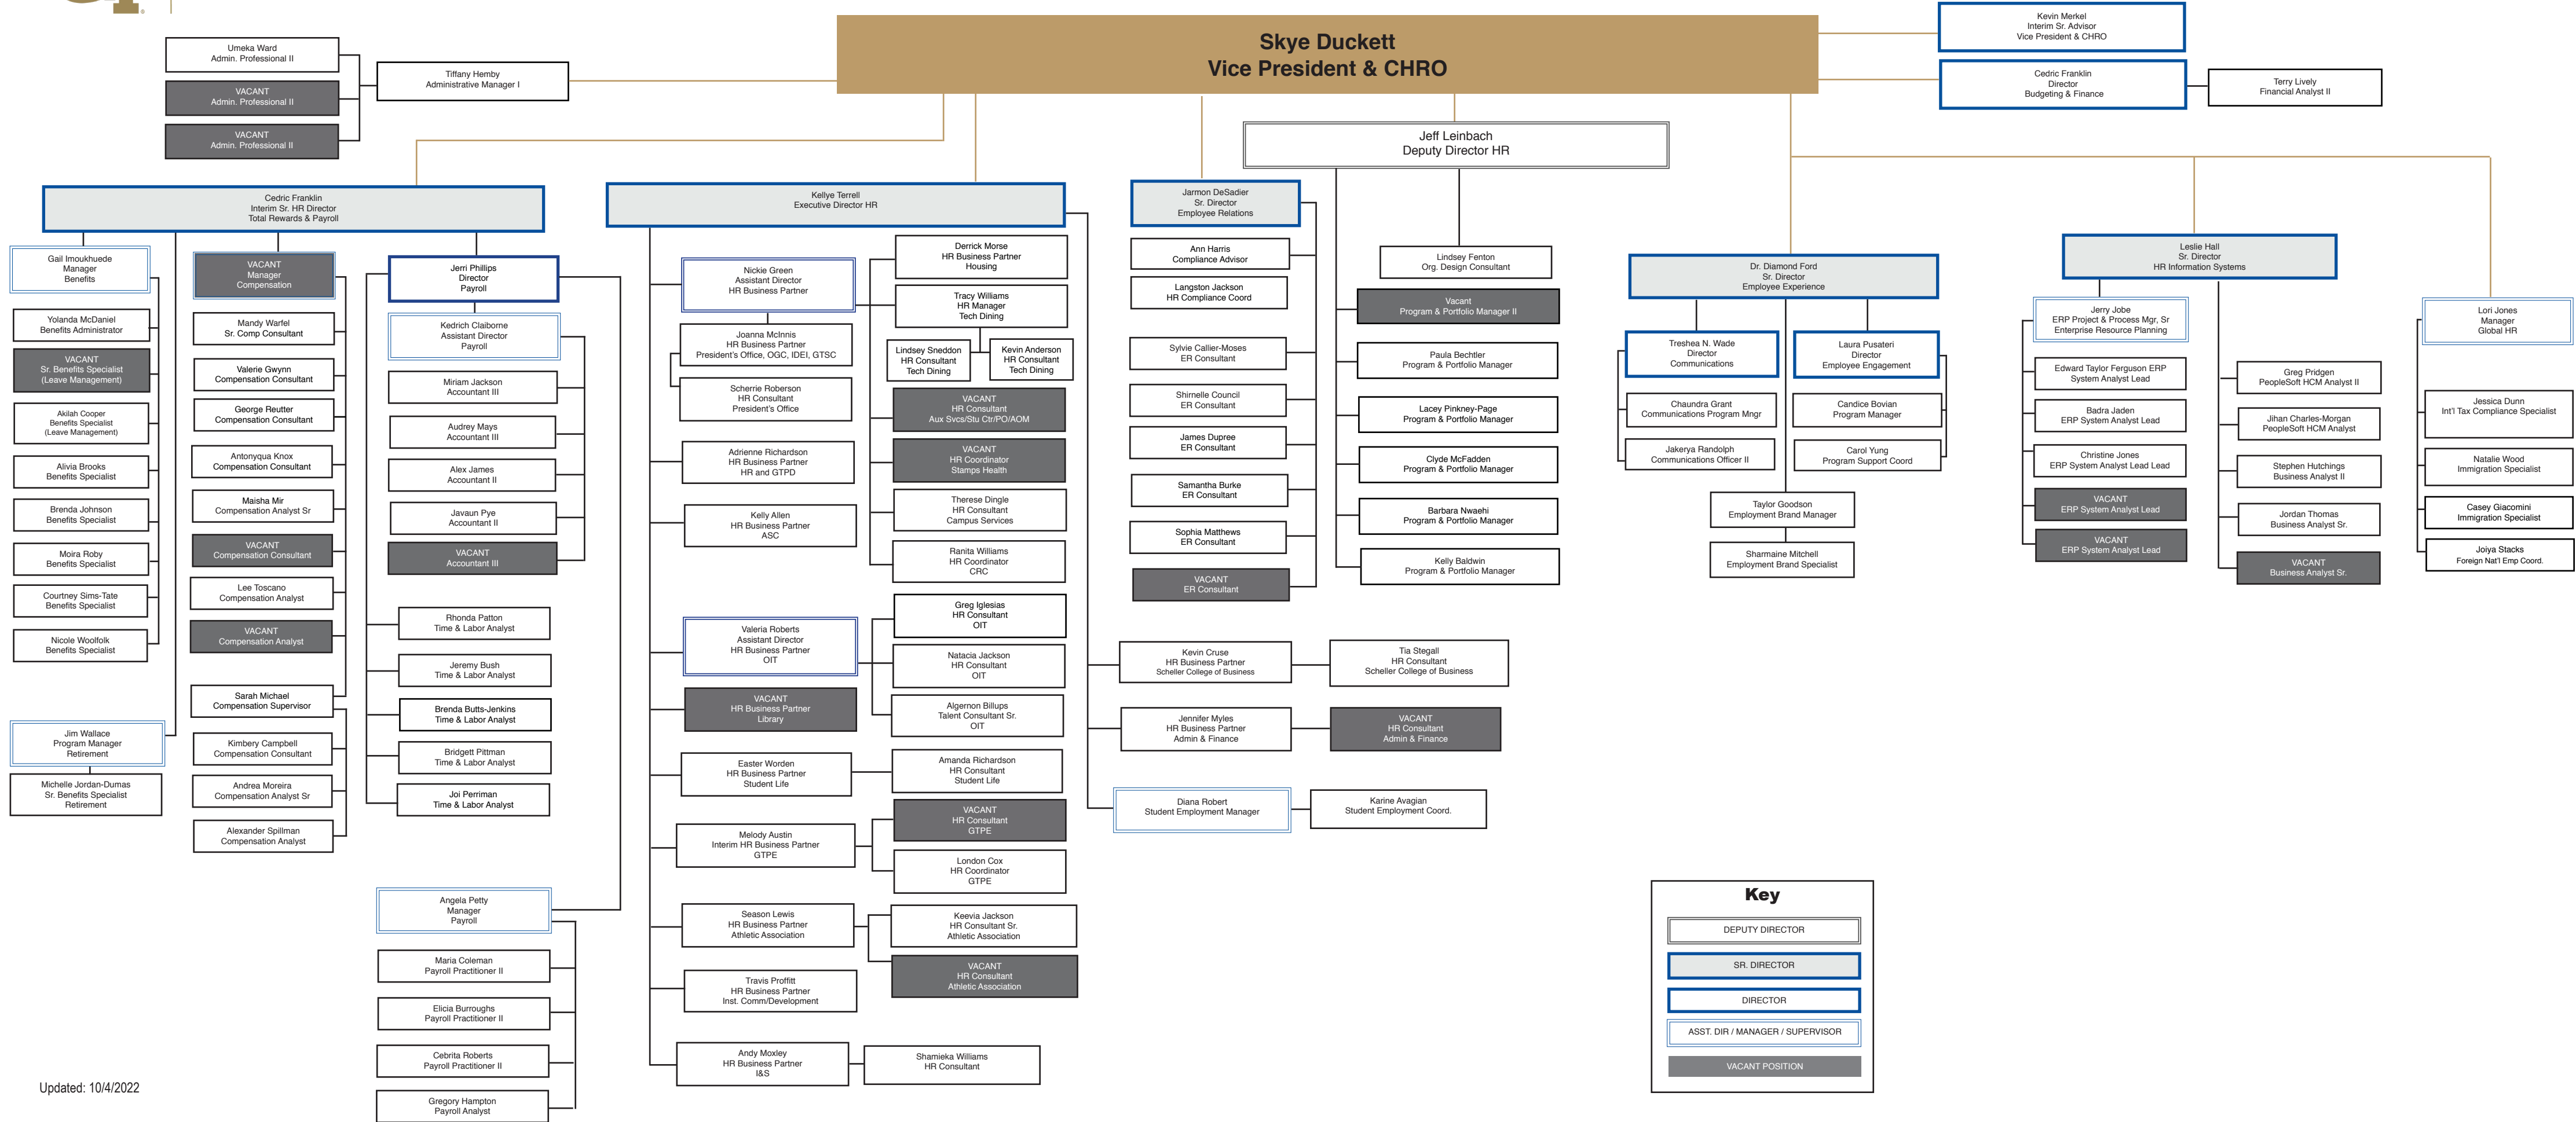 Skye Duckett
Vice President & CHRO
Kevin Merkel
Interim Sr. Advisor
Vice President & CHRO
Cedric Franklin
Director
Budgeting & Finance
Terry Lively
Financial Analyst II
Umeka Ward
Admin. Professional II
VACANT
Admin. Professional II
VACANT
Admin. Professional II
Tiffany Hemby
Administrative Manager I
Jeff Leinbach
Deputy Director HR
Cedric Franklin
Interim Sr. HR Director
Total Rewards & Payroll
Gail Imoukhuede
Manager
Benefits
Yolanda McDaniel
Benefits Administrator
VACANT
Sr. Benefits Specialist
(Leave Management)
Akilah Cooper
Benefits Specialist
(Leave Management)
Alivia Brooks
Benefits Specialist
Brenda Johnson
Benefits Specialist
Moira Roby
Benefits Specialist
Courtney Sims-Tate
Benefits Specialist
Nicole Woolfolk
Benefits Specialist
Jim Wallace
Program Manager
Retirement
Michelle Jordan-Dumas
Sr. Benefits Specialist
Retirement
VACANT
Manager
Compensation
Mandy Warfel
Sr. Comp Consultant
Valerie Gwynn
Compensation Consultant
George Reutter
Compensation Consultant
Antonyqua Knox
Compensation Consultant
Maisha Mir
Compensation Analyst Sr
VACANT
Compensation Consultant
Lee Toscano
Compensation Analyst
VACANT
Compensation Analyst
Sarah Michael
Compensation Supervisor
Kimbery Campbell
Compensation Consultant
Andrea Moreira
Compensation Analyst Sr
Alexander Spillman
Compensation Analyst
Jerri Phillips
Director
Payroll
Kedrich Claiborne
Assistant Director
Payroll
Miriam Jackson
Accountant III
Audrey Mays
Accountant III
Alex James
Accountant II
Javaun Pye
Accountant II
VACANT
Accountant III
Rhonda Patton
Time & Labor Analyst
Jeremy Bush
Time & Labor Analyst
Brenda Butts-Jenkins
Time & Labor Analyst
Bridgett Pittman
Time & Labor Analyst
Joi Perriman
Time & Labor Analyst
Angela Petty
Manager
Payroll
Maria Coleman
Payroll Practitioner II
Elicia Burroughs
Payroll Practitioner II
Cebrita Roberts
Payroll Practitioner II
Gregory Hampton
Payroll Analyst
Kellye Terrell
Executive Director HR
Nickie Green
Assistant Director
HR Business Partner
Joanna McInnis
HR Business Partner
President's Office, OGC, IDEI, GTSC
Scherrie Roberson
HR Consultant
President's Office
Adrienne Richardson
HR Business Partner
HR and GTPD
Kelly Allen
HR Business Partner
ASC
Valeria Roberts
Assistant Director
HR Business Partner
OIT
VACANT
HR Business Partner
Library
Easter Worden
HR Business Partner
Student Life
Melody Austin
Interim HR Business Partner
GTPE
Season Lewis
HR Business Partner
Athletic Association
Travis Proffitt
HR Business Partner
Inst. Comm/Development
Andy Moxley
HR Business Partner
I&S
Derrick Morse
HR Business Partner
Housing
Tracy Williams
HR Manager
Tech Dining
Lindsey Sneddon
HR Consultant
Tech Dining
Kevin Anderson
HR Consultant
Tech Dining
VACANT
HR Consultant
Aux Svcs/Stu Ctr/PO/AOM
VACANT
HR Coordinator
Stamps Health
Therese Dingle
HR Consultant
Campus Services
Ranita Williams
HR Coordinator
CRC
Greg Iglesias
HR Consultant
OIT
Natacia Jackson
HR Consultant
OIT
Algernon Billups
Talent Consultant Sr.
OIT
Amanda Richardson
HR Consultant
Student Life
VACANT
HR Consultant
GTPE
London Cox
HR Coordinator
GTPE
Keevia Jackson
HR Consultant Sr.
Athletic Association
VACANT
HR Consultant
Athletic Association
Shamieka Williams
HR Consultant
Kevin Cruse
HR Business Partner
Scheller College of Business
Tia Stegall
HR Consultant
Scheller College of Business
Jennifer Myles
HR Business Partner
Admin & Finance
VACANT
HR Consultant
Admin & Finance
Diana Robert
Student Employment Manager
Karine Avagian
Student Employment Coord.
Jarmon DeSadier
Sr. Director
Employee Relations
Ann Harris
Compliance Advisor
Langston Jackson
HR Compliance Coord
Sylvie Callier-Moses
ER Consultant
Shirnelle Council
ER Consultant
James Dupree
ER Consultant
Samantha Burke
ER Consultant
Sophia Matthews
ER Consultant
VACANT
ER Consultant
Lindsey Fenton
Org. Design Consultant
Vacant
Program & Portfolio Manager II
Paula Bechtler
Program & Portfolio Manager
Lacey Pinkney-Page
Program & Portfolio Manager
Clyde McFadden
Program & Portfolio Manager
Barbara Nwaehi
Program & Portfolio Manager
Kelly Baldwin
Program & Portfolio Manager
Dr. Diamond Ford
Sr. Director
Employee Experience
Treshea N. Wade
Director
Communications
Chaundra Grant
Communications Program Mngr
Jakerya Randolph
Communications Officer II
Laura Pusateri
Director
Employee Engagement
Candice Bovian
Program Manager
Carol Yung
Program Support Coord
Taylor Goodson
Employment Brand Manager
Sharmaine Mitchell
Employment Brand Specialist
Leslie Hall
Sr. Director
HR Information Systems
Jerry Jobe
ERP Project & Process Mgr, Sr
Enterprise Resource Planning
Edward Taylor Ferguson ERP
System Analyst Lead
Badra Jaden
ERP System Analyst Lead
Christine Jones
ERP System Analyst Lead Lead
VACANT
ERP System Analyst Lead
VACANT
ERP System Analyst Lead
Greg Pridgen
PeopleSoft HCM Analyst II
Jihan Charles-Morgan
PeopleSoft HCM Analyst
Stephen Hutchings
Business Analyst II
Jordan Thomas
Business Analyst Sr.
VACANT
Business Analyst Sr.
Lori Jones
Manager
Global HR
Jessica Dunn
Int'l Tax Compliance Specialist
Natalie Wood
Immigration Specialist
Casey Giacomini
Immigration Specialist
Joiya Stacks
Foreign Nat'l Emp Coord.
Key
DEPUTY DIRECTOR
SR. DIRECTOR
DIRECTOR
ASST. DIR / MANAGER / SUPERVISOR
VACANT POSITION
Updated: 10/4/2022